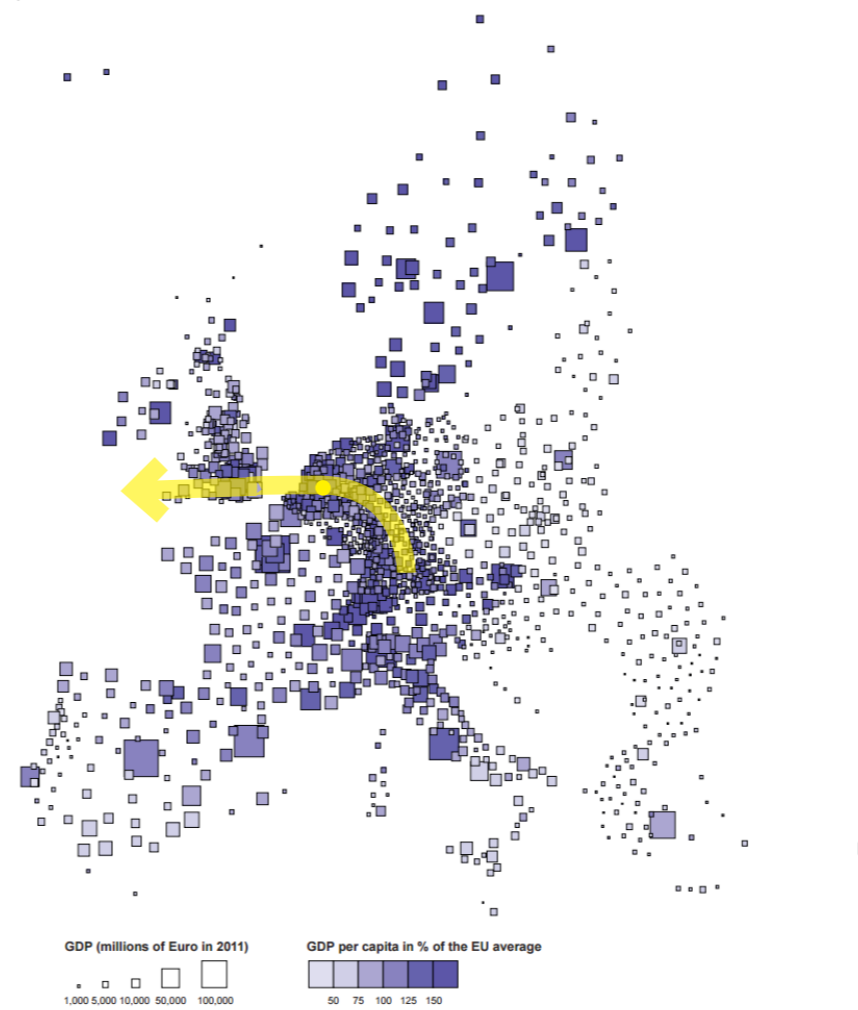 GDP (millions of Euro in 2011)
1,000 5,000 10,000 50,000 100,000
GDP per capita in % of the EU average
50 75 100 125 150